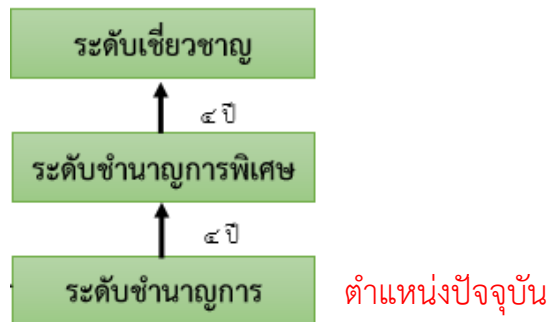 ระดับเชี่ยวชาญ
๔ ปี
ระดับชำนาญการพิเศษ
๔ ปี
ระดับชำนาญการ ตำแหน่งปัจจุบัน